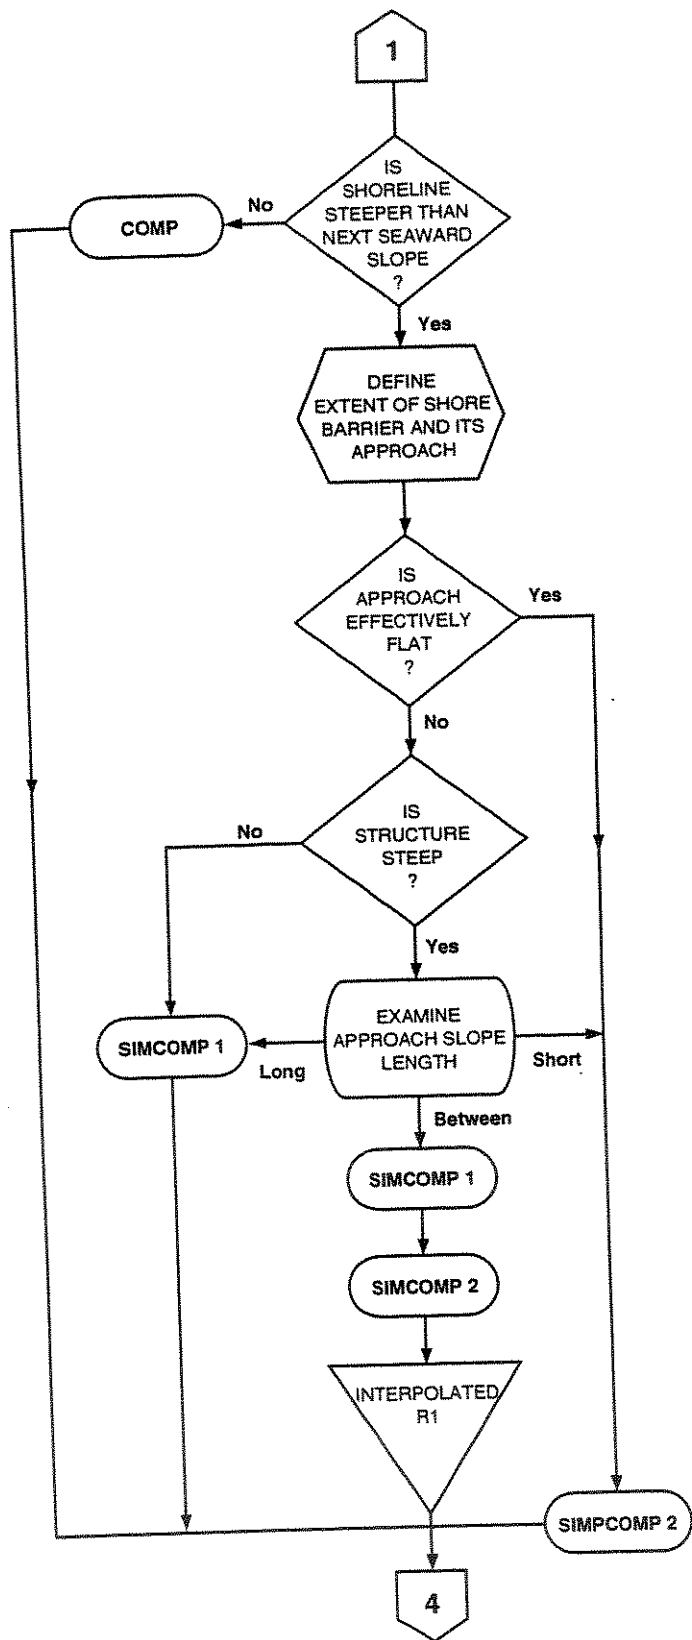 1
IS
SHORELINE
STEEPER THAN
NEXT SEAWARD
SLOPE
?
No
COMP
Yes
DEFINE
EXTENT OF SHORE
BARRIER AND ITS
APPROACH
IS
APPROACH
EFFECTIVELY
FLAT
?
Yes
No
IS
STRUCTURE
STEEP
?
No
Yes
EXAMINE
APPROACH SLOPE
LENGTH
SIMCOMP 1
Long
Short
Between
SIMCOMP 1
SIMCOMP 2
INTERPOLATED
R1
SIMPCOMP 2
4